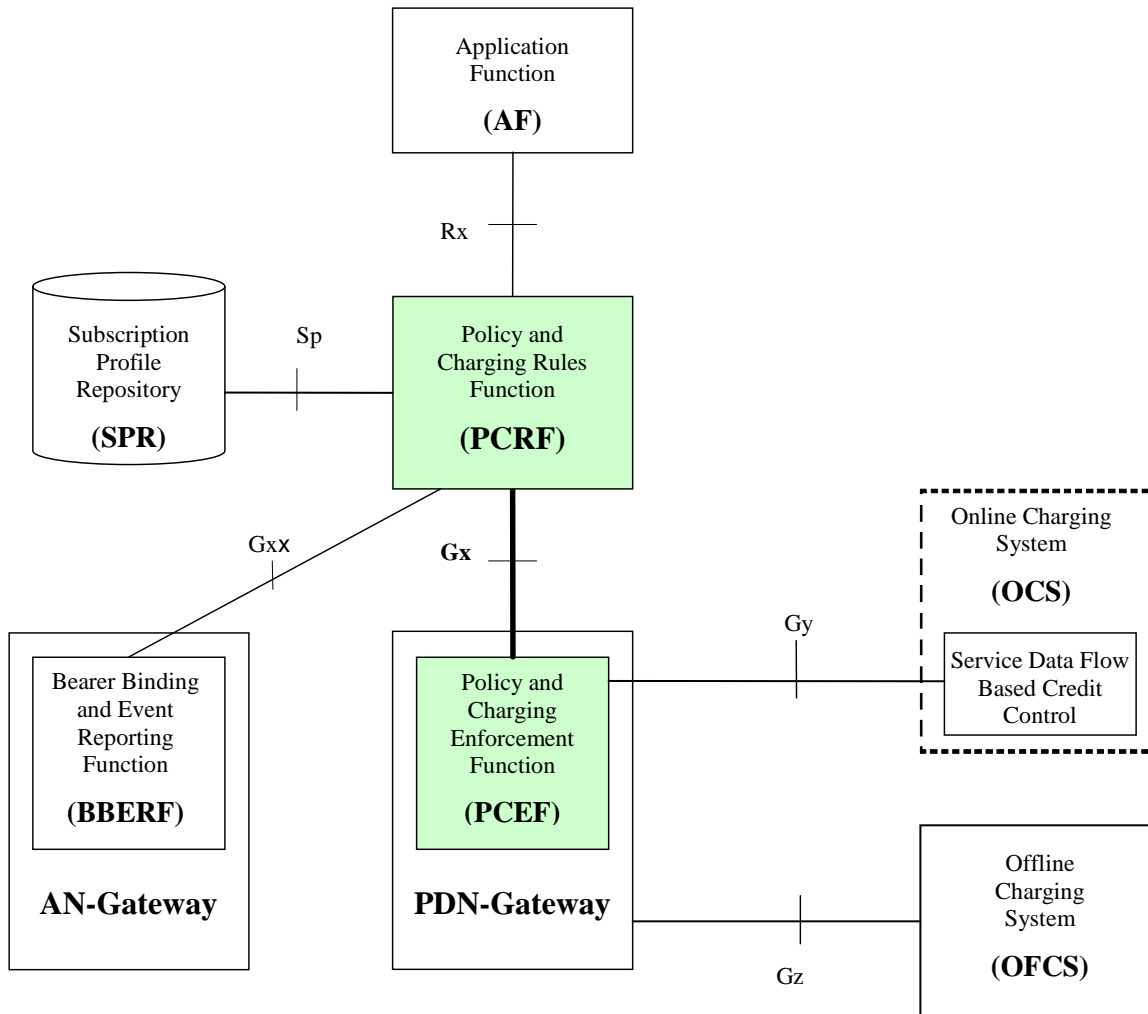 Application
Function
(AF)
Rx
Subscription
Profile
Repository
(SPR)
Sp
Policy and
Charging Rules
Function
(PCRF)
Gxx
Gx
Online Charging
System
(OCS)
Service Data Flow
Based Credit
Control
Gy
Bearer Binding
and Event
Reporting
Function
(BBERF)
AN-Gateway
Policy and
Charging
Enforcement
Function
(PCEF)
PDN-Gateway
Offline
Charging
System
(OFCS)
Gz